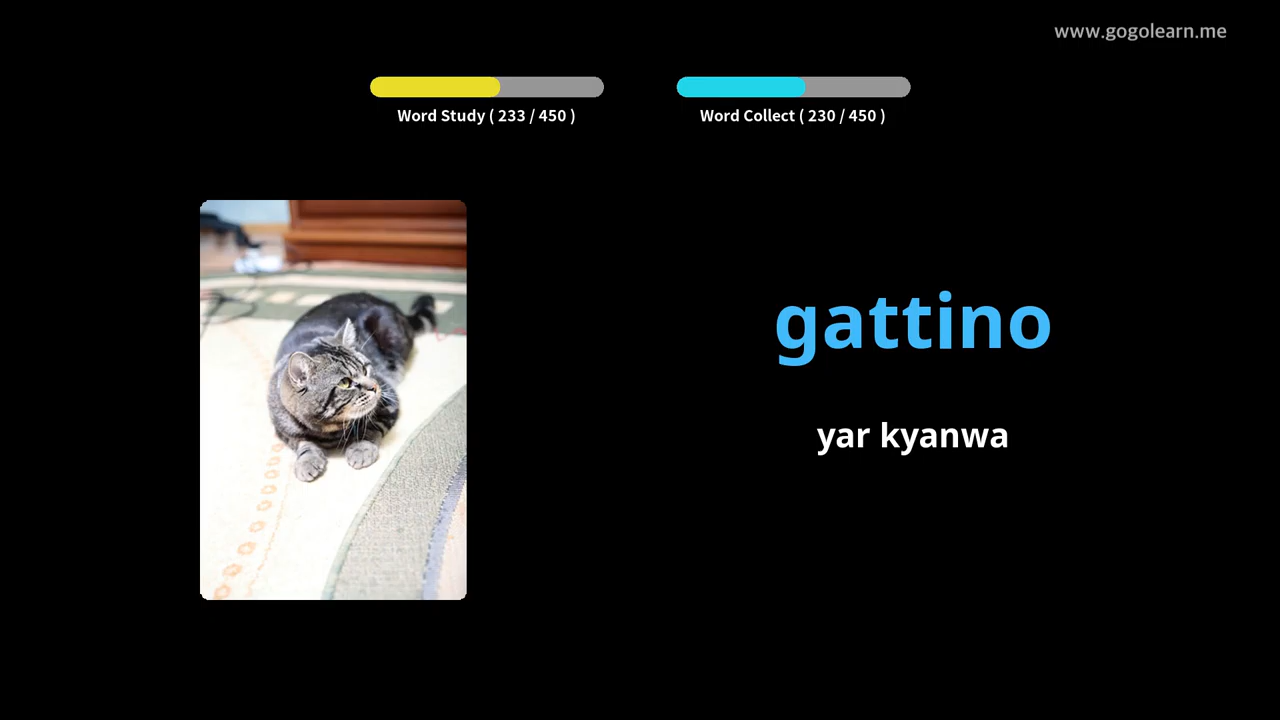 www.gogolearn.me
Word Study ( 233 / 450 )
Word Collect ( 230 / 450 )
gattino
yar kyanwa